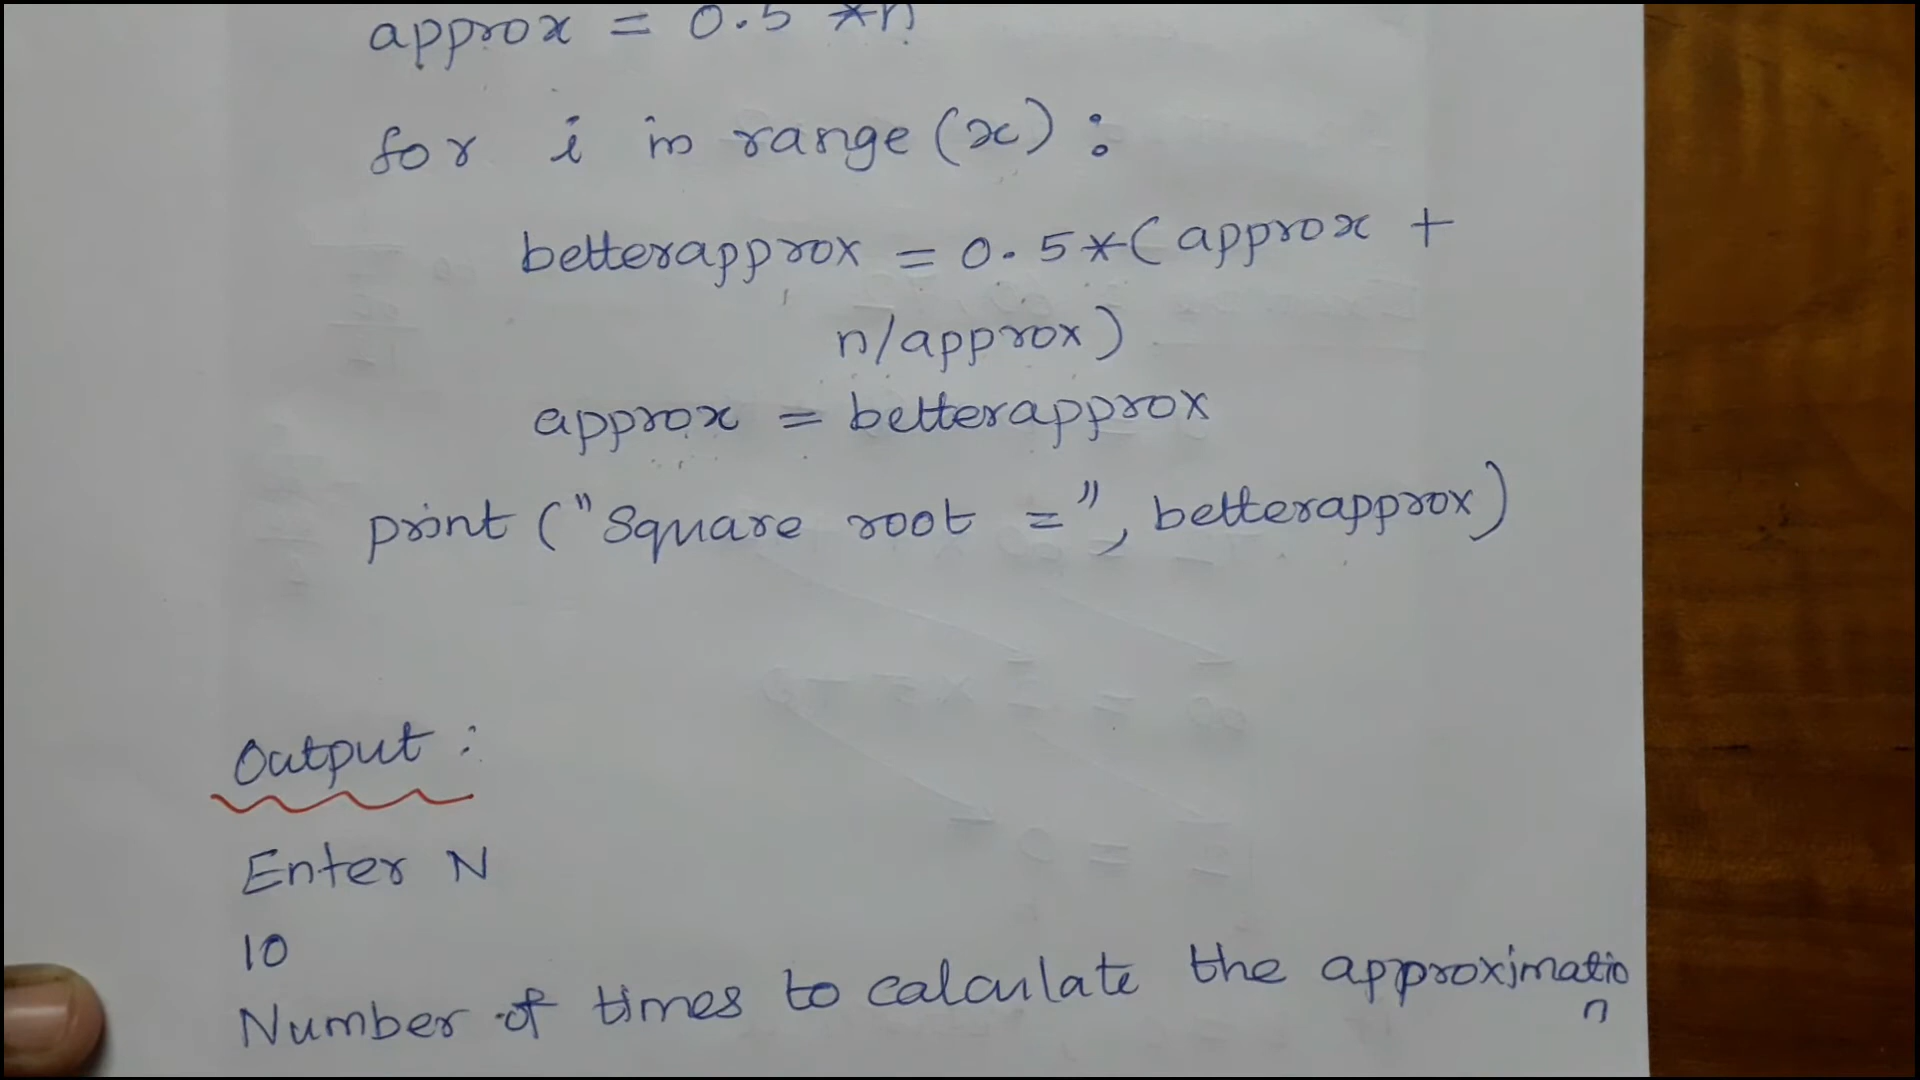 approx = 0.5 *n
for i in range (x) :
betterapprox = 0.5*( approx +
n/approx)
approx = betterapprox
print ("Square root =", betterapprox)
Output :
Enter N
10
Number of times to calculate the approximatio
n